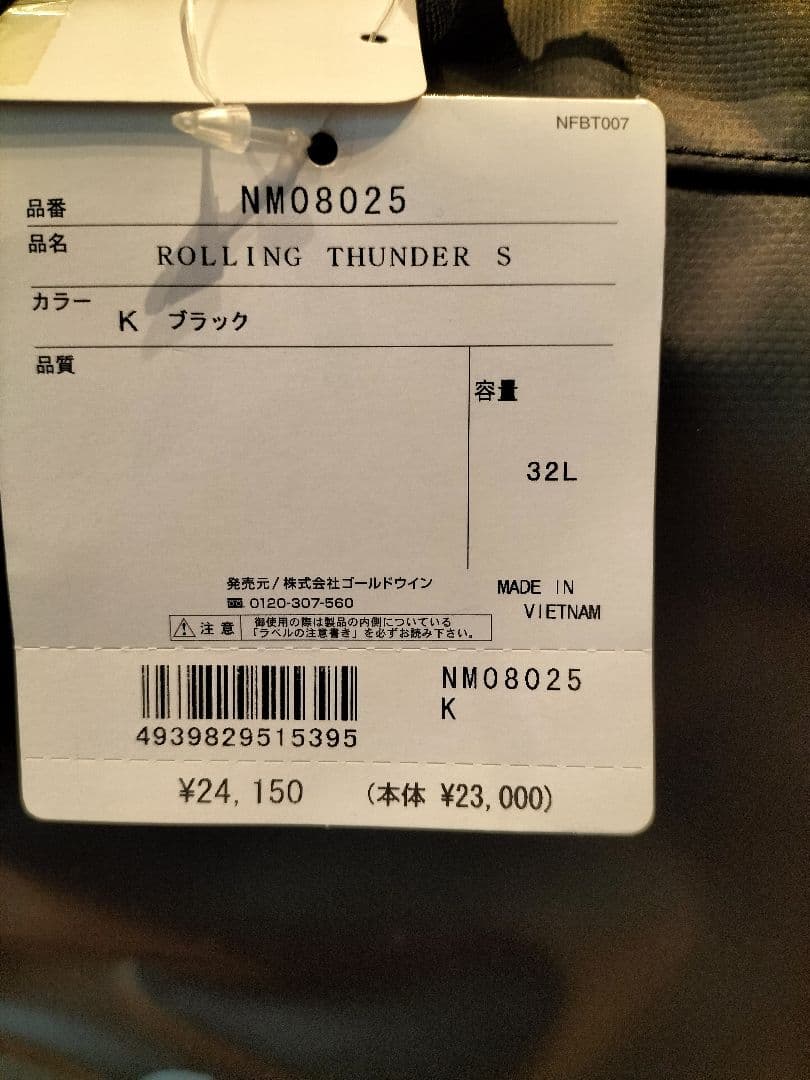 NFBT007
品番 NM08025
品名 ROLLING THUNDER S
カラー K ブラック
品質
容量
32L
発売元/株式会社ゴールドウイン
0120-307-560
MADE IN
VIETNAM
注意
御使用の際は製品の内側についている
「ラベルの注意書き」を必ずお読み下さい。
NM08025
K
4939829515395
¥24,150 (本体 ¥23,000)